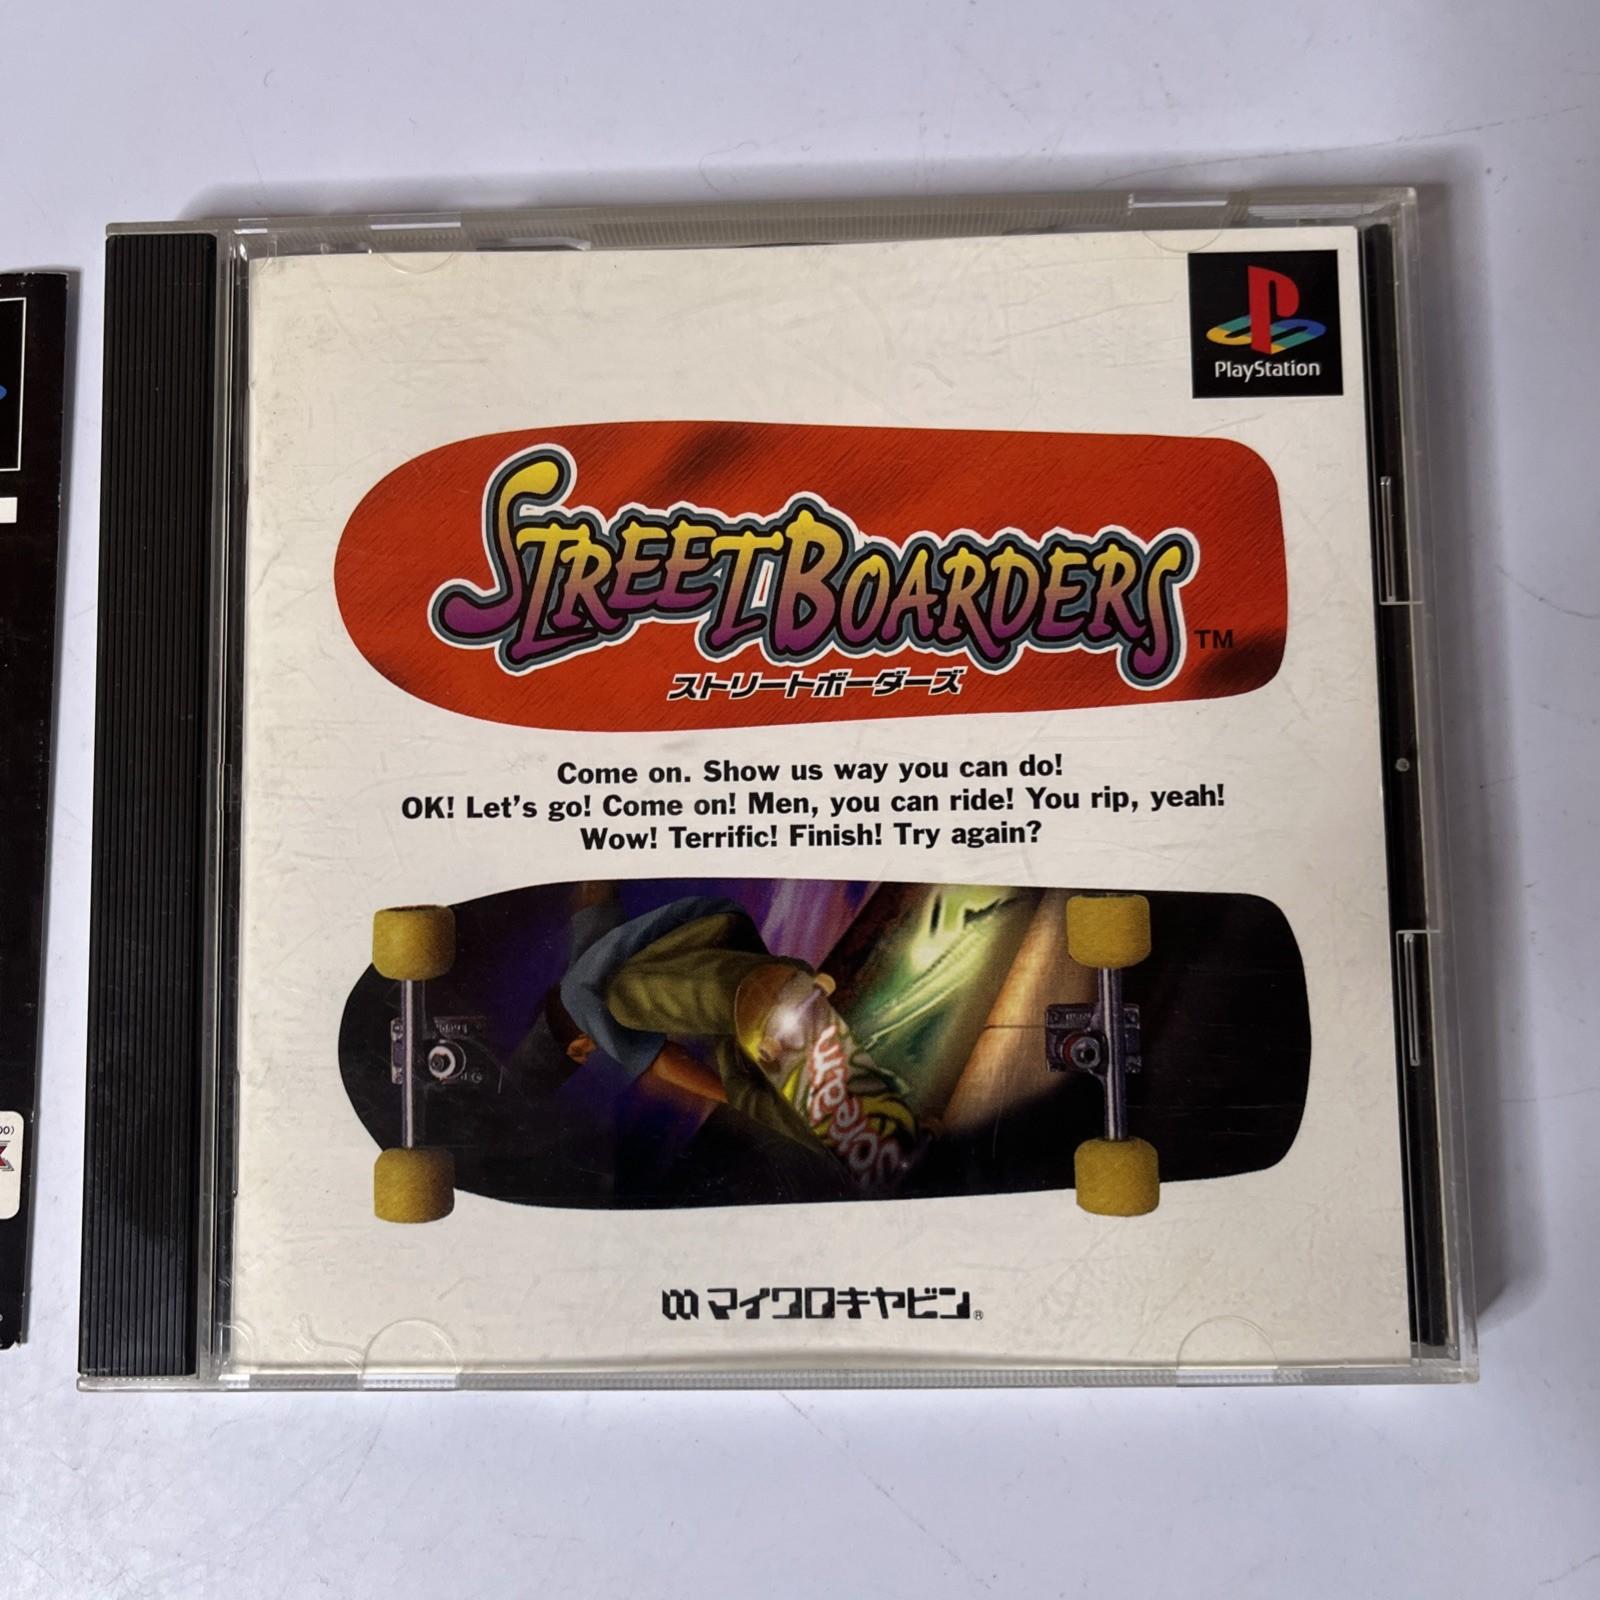 PlayStation
STREET BOARDERS TM
ストリートボーダーズ
Come on. Show us way you can do!
OK! Let's go! Come on! Men, you can ride! You rip, yeah!
Wow! Terrific! Finish! Try again?
マイクロキャビン®